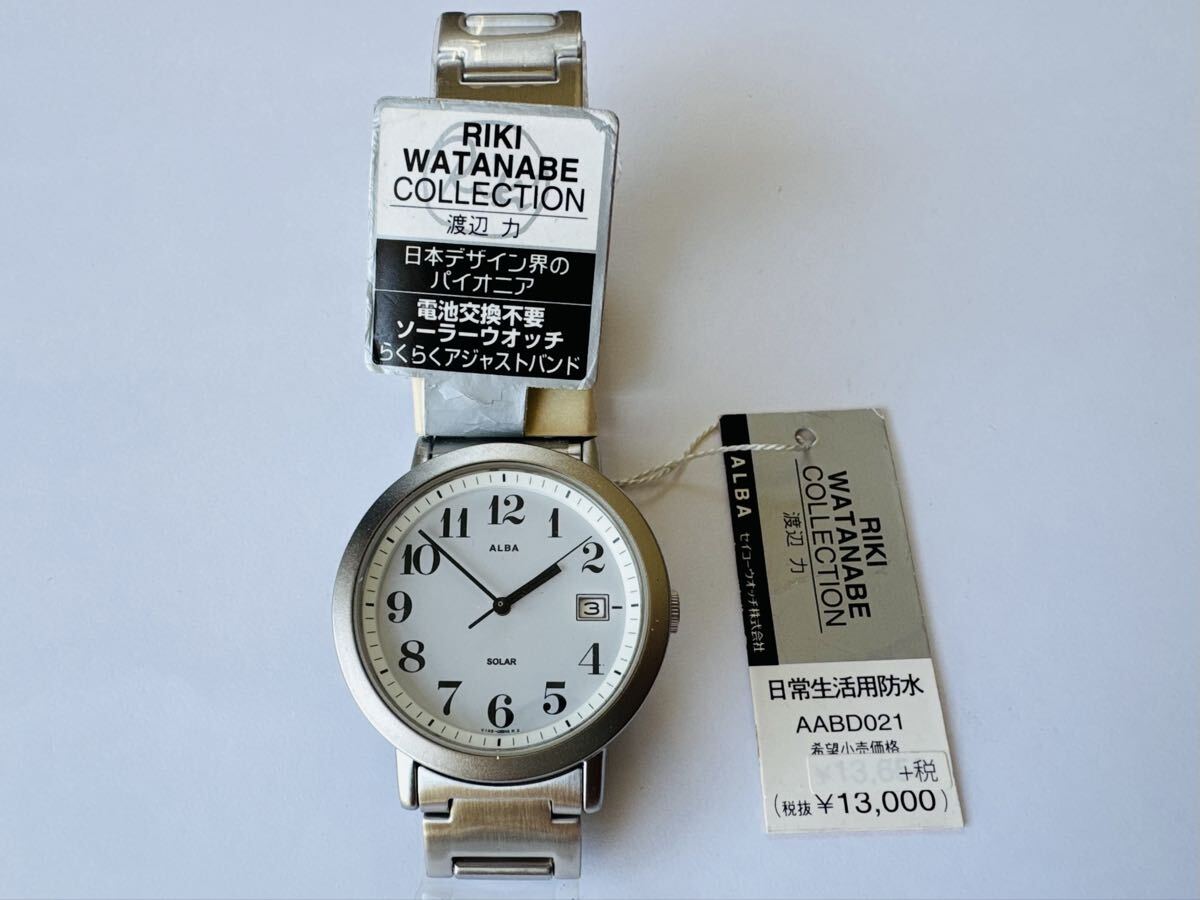 RIKI
WATANABE
COLLECTION
渡辺 力
日本デザイン界の
パイオニア
電池交換不要
ソーラーウオッチ
らくらくアジャストバンド
12
11
1
ALBA
10
2
9
3
SOLAR
8
4
7
5
6
RIKI
WATANABE
COLLECTION
渡辺 力
ALBA セイコーウオッチ株式会社
日常生活用防水
AABD021
希望小売価格
+税
(税抜 ¥13,000)